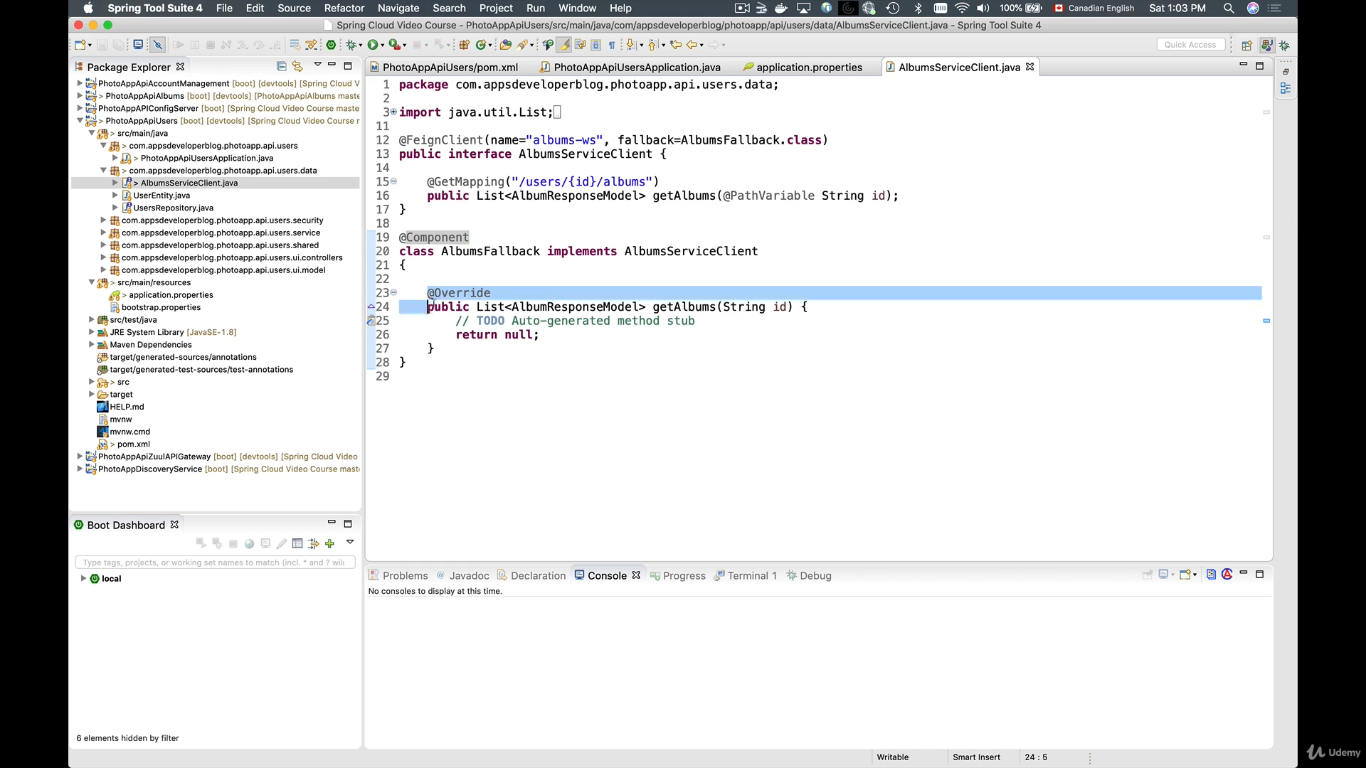 Spring Tool Suite 4 File Edit Source Refactor Navigate Search Project Run Window Help 100% Canadian English Sat 1:03 PM
Spring Cloud Video Course - PhotoAppApiUsers/src/main/java/com/appsdeveloperblog/photoapp/api/users/data/AlbumsServiceClient.java - Spring Tool Suite 4
Quick Access
Package Explorer
PhotoAppApiUsers/pom.xml PhotoAppApiUsersApplication.java application.properties AlbumsServiceClient.java
PhotoAppApiAccountManagement [boot] [devtools] [Spring Cloud V
> PhotoAppApiAlbums [boot] [devtools] [Spring Cloud Video Course
PhotoAppAPIConfigServer [boot] [Spring Cloud Video Course mast
> PhotoAppApiUsers [boot] [devtools] [Spring Cloud Video Course m
src/main/java
> com.appsdeveloperblog.photoapp.api.users
> PhotoAppApiUsersApplication.java
> com.appsdeveloperblog.photoapp.api.users.data
> AlbumsServiceClient.java
UserEntity.java
UsersRepository.java
com.appsdeveloperblog.photoapp.api.users.security
com.appsdeveloperblog.photoapp.api.users.service
com.appsdeveloperblog.photoapp.api.users.shared
com.appsdeveloperblog.photoapp.api.users.ui.controllers
com.appsdeveloperblog.photoapp.api.users.ui.model
> src/main/resources
> application.properties
bootstrap.properties
src/test/java
JRE System Library [JavaSE-1.8]
Maven Dependencies
target/generated-sources/annotations
target/generated-test-sources/test-annotations
> src
target
HELP.md
mvnw
mvnw.cmd
> pom.xml
PhotoAppApiZuulAPIGateway [boot] [devtools] [Spring Cloud Video
PhotoAppDiscoveryService [boot] [Spring Cloud Video Course maste
1 package com.appsdeveloperblog.photoapp.api.users.data;
2
3 import java.util.List;
11
12 @FeignClient(name="albums-ws", fallback=AlbumsFallback.class)
13 public interface AlbumsServiceClient {
14
15 @GetMapping("/users/{id}/albums")
16 public List<AlbumResponseModel> getAlbums(@PathVariable String id);
17 }
18
19 @Component
20 class AlbumsFallback implements AlbumsServiceClient
21 {
22
23 @Override
24 public List<AlbumResponseModel> getAlbums(String id) {
25 // TODO Auto-generated method stub
26 return null;
27 }
28 }
29
Boot Dashboard
Type tags, projects, or working set names to match (incl. * and ? wild
local
6 elements hidden by filter
Problems Javadoc Declaration Console Progress Terminal 1 Debug
No consoles to display at this time.
Writable Smart Insert 24 : 5
Udemy